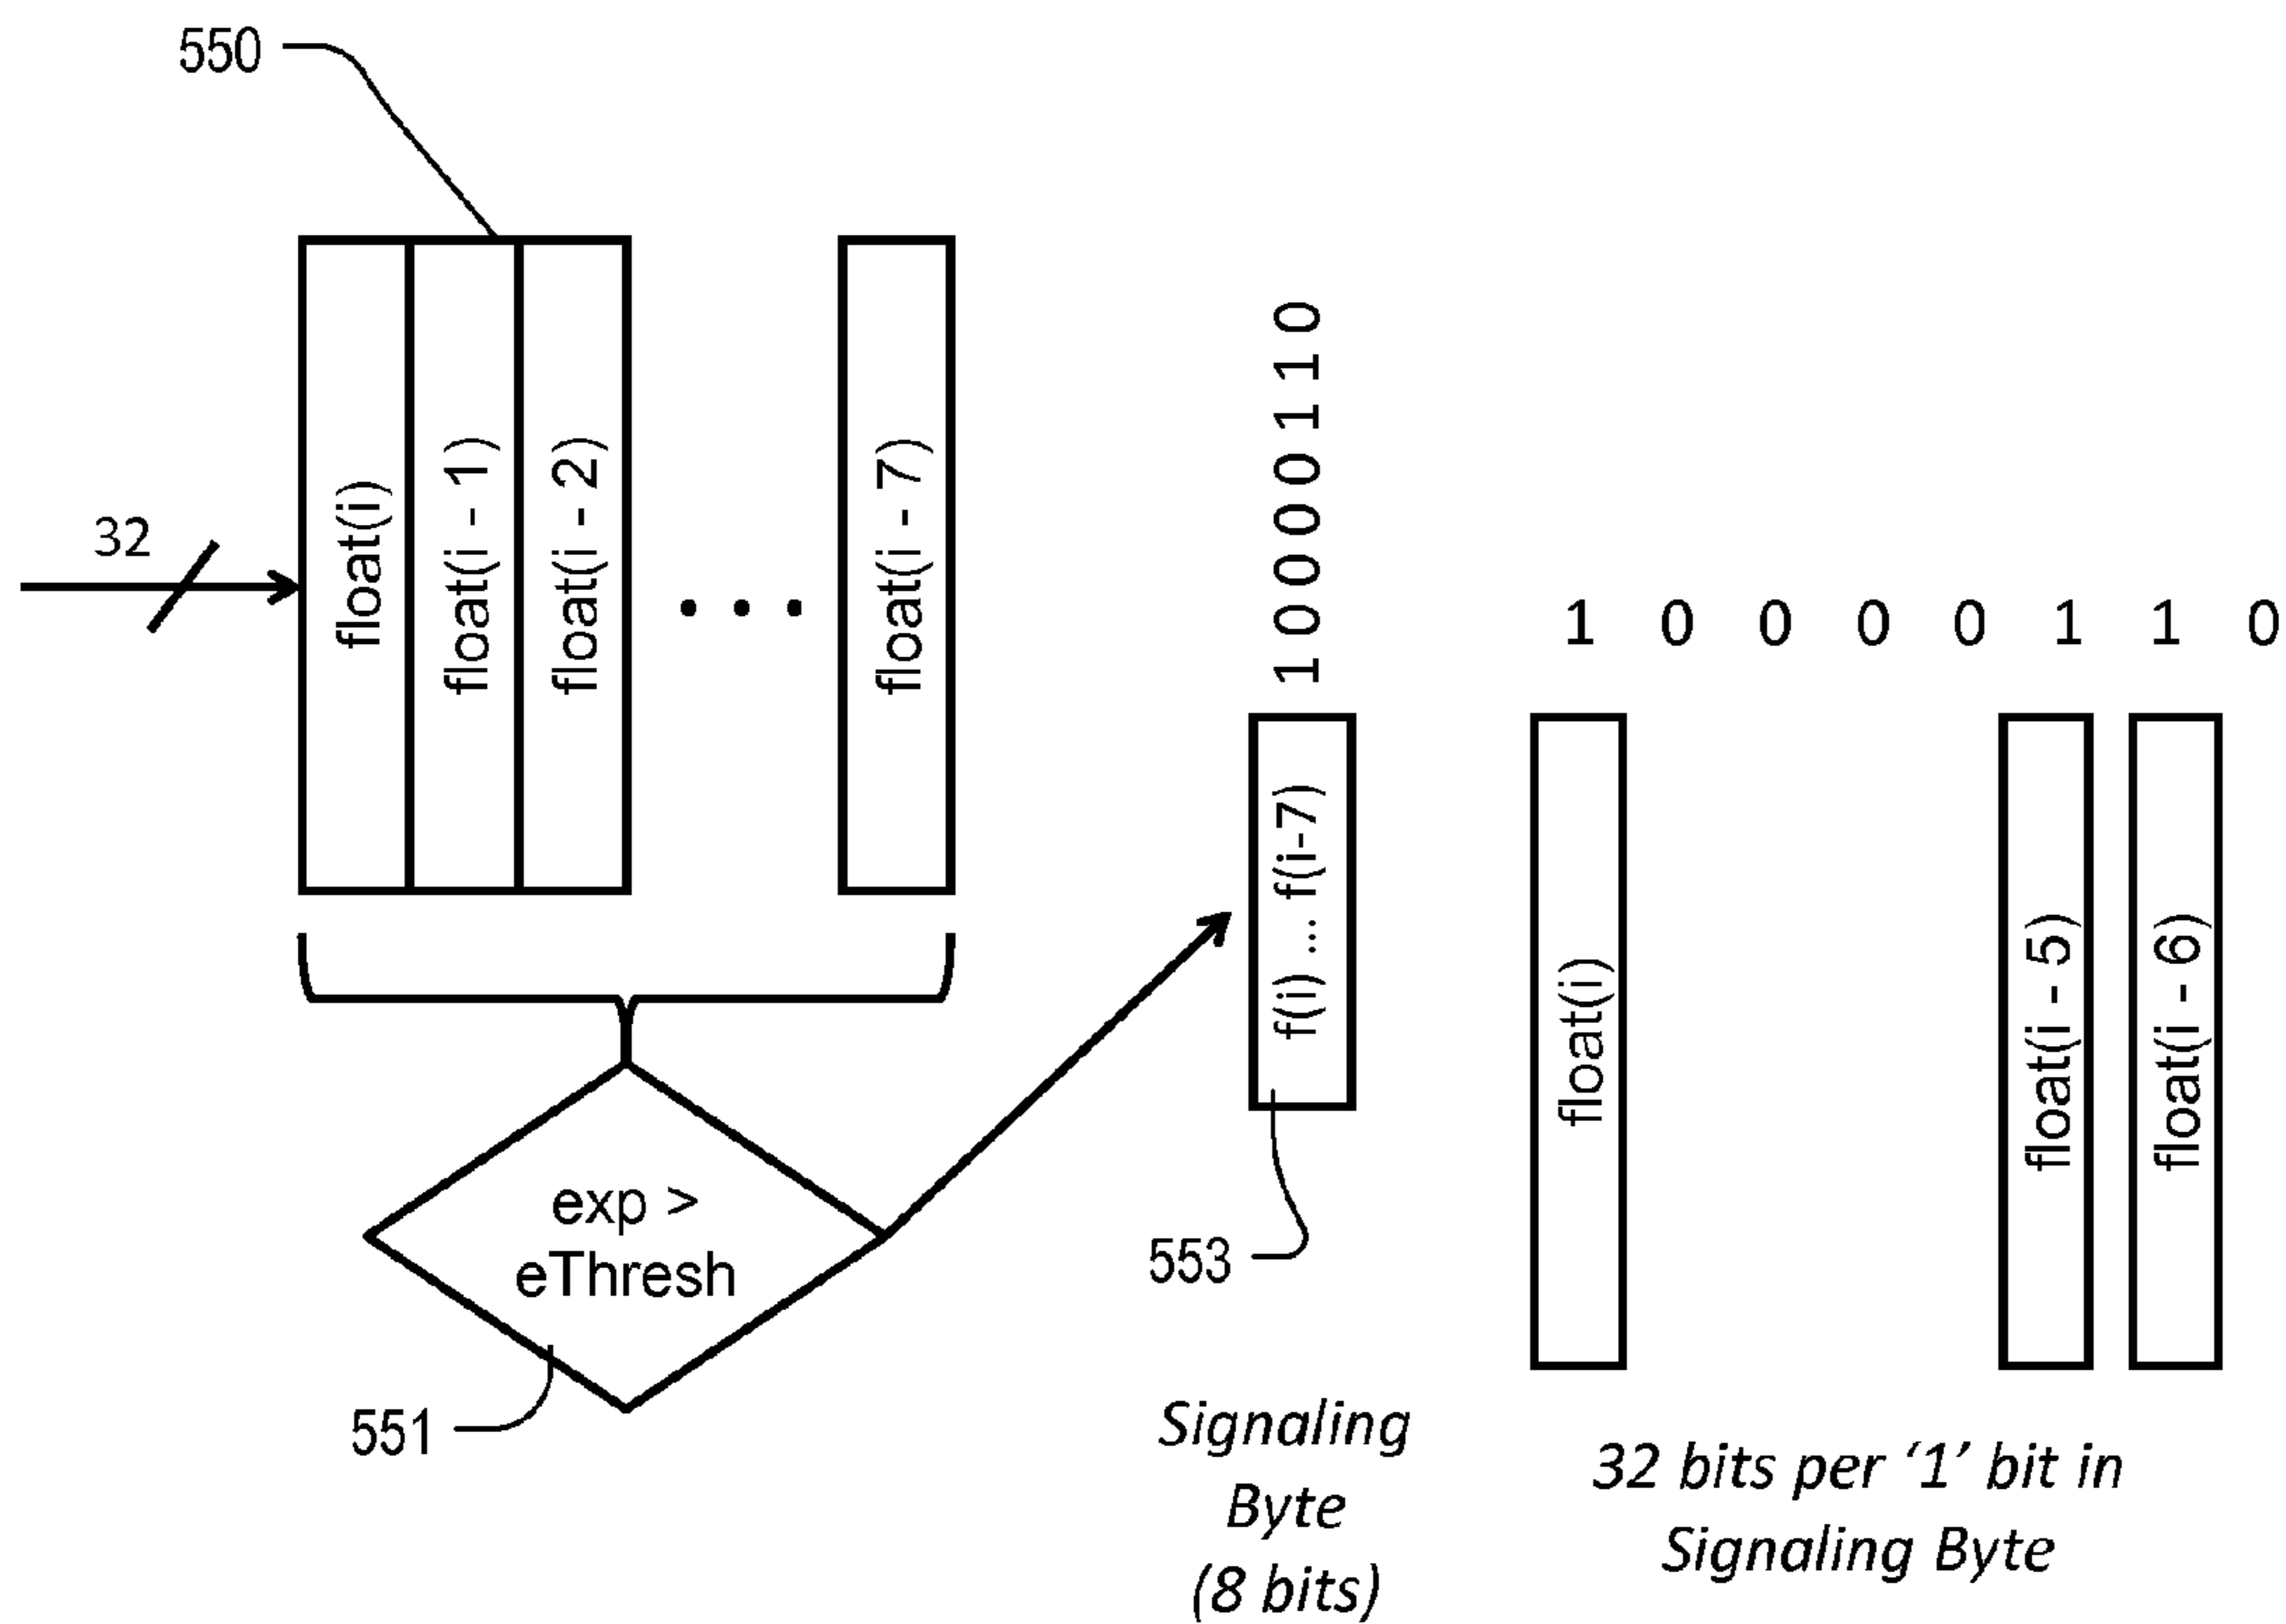 550
32
float(i)
float(i - 1)
float(i - 2)
• • •
float(i - 7)
exp >
eThresh
551
1 0 0 0 0 1 1 0
f(i) ... f(i-7)
553
Signaling
Byte
(8 bits)
1 0 0 0 0 1 1 0
float(i)
float(i - 5)
float(i - 6)
32 bits per ‘1’ bit in
Signaling Byte